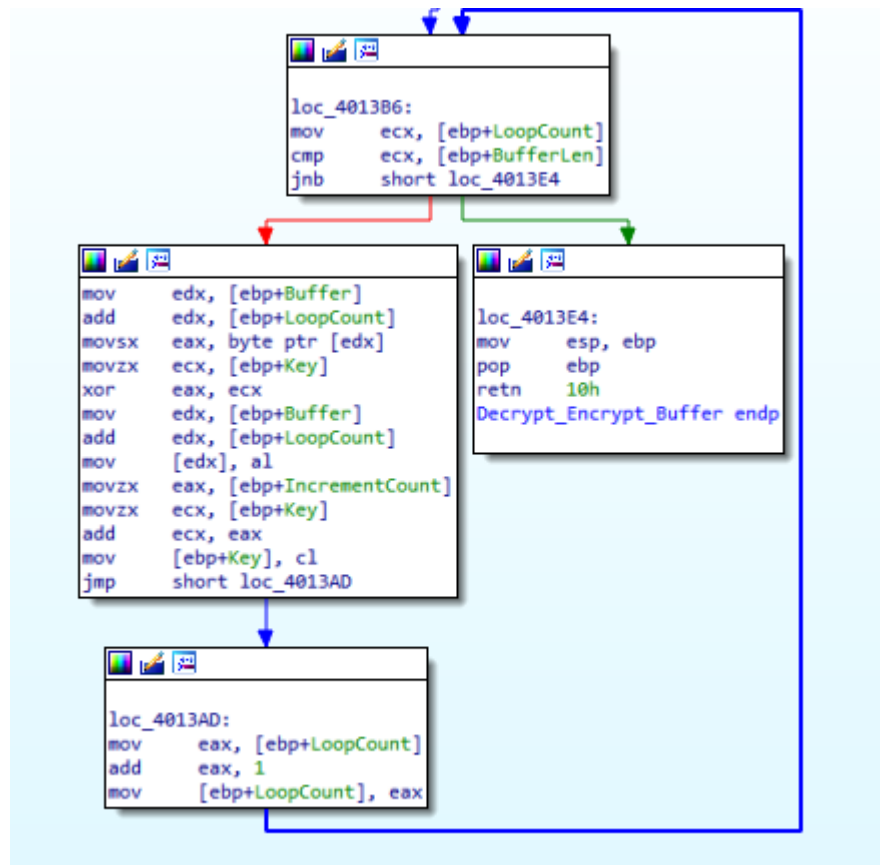 loc_4013B6:
mov ecx, [ebp+LoopCount]
cmp ecx, [ebp+BufferLen]
jnb short loc_4013E4
mov edx, [ebp+Buffer]
add edx, [ebp+LoopCount]
movsx eax, byte ptr [edx]
movzx ecx, [ebp+Key]
xor eax, ecx
mov edx, [ebp+Buffer]
add edx, [ebp+LoopCount]
mov [edx], al
movzx eax, [ebp+IncrementCount]
movzx ecx, [ebp+Key]
add ecx, eax
mov [ebp+Key], cl
jmp short loc_4013AD
loc_4013E4:
mov esp, ebp
pop ebp
retn 10h
Decrypt_Encrypt_Buffer endp
loc_4013AD:
mov eax, [ebp+LoopCount]
add eax, 1
mov [ebp+LoopCount], eax